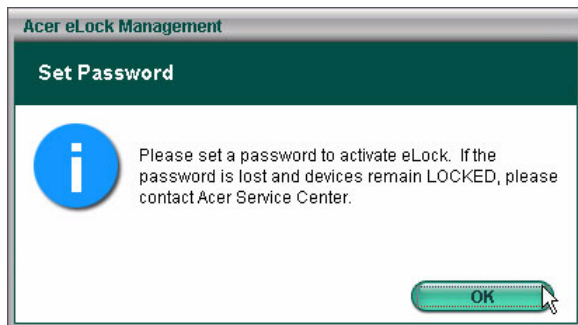 Acer eLock Management
Set Password
Please set a password to activate eLock. If the
password is lost and devices remain LOCKED, please
contact Acer Service Center.
OK